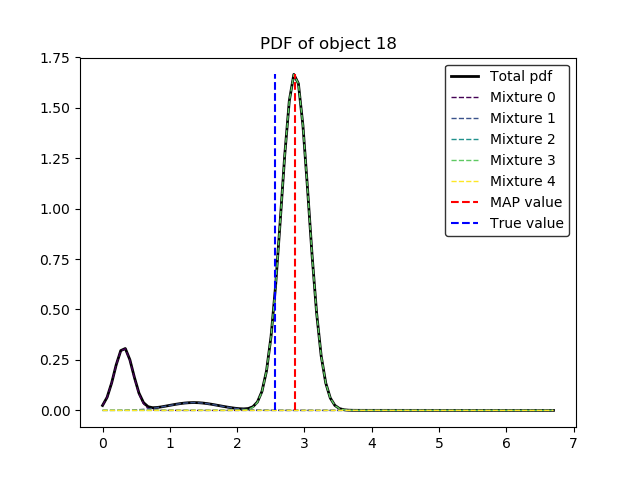 PDF of object 18
1.75
1.50
1.25
1.00
0.75
0.50
0.25
0.00
0 1 2 3 4 5 6 7
Total pdf
Mixture 0
Mixture 1
Mixture 2
Mixture 3
Mixture 4
MAP value
True value